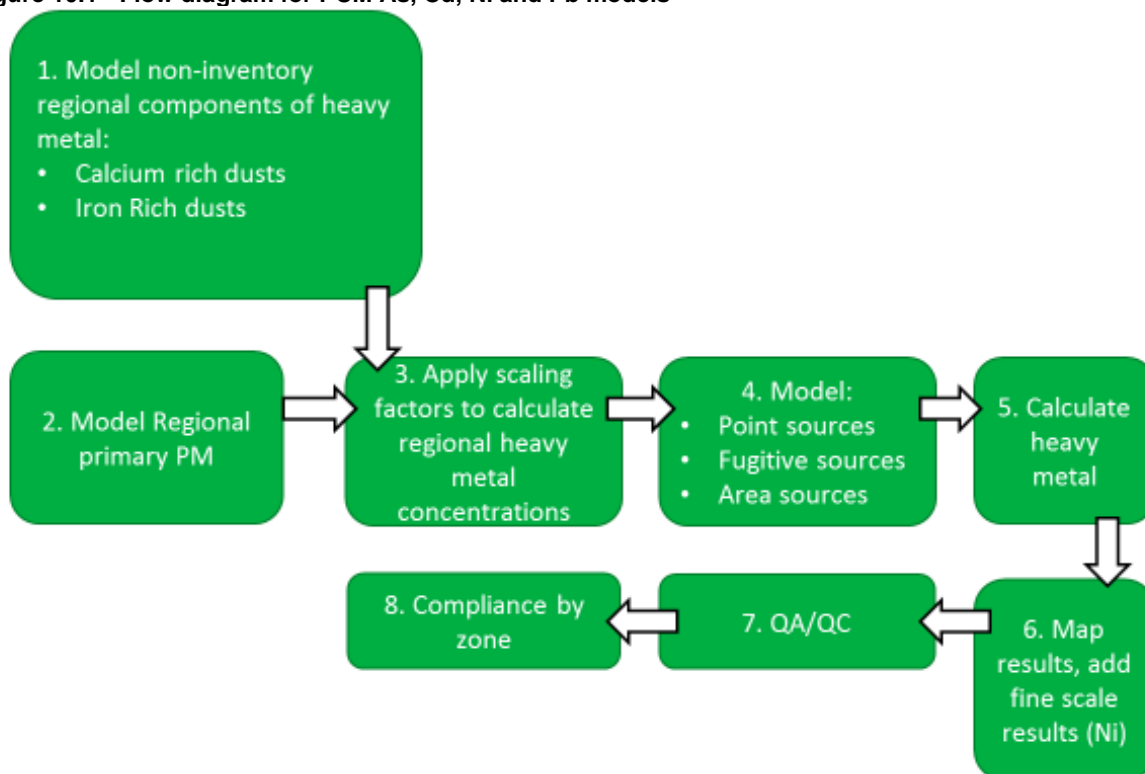 1. Model non-inventory
regional components of heavy
metal:
• Calcium rich dusts
• Iron Rich dusts
2. Model Regional
primary PM
3. Apply scaling
factors to calculate
regional heavy
metal
concentrations
4. Model:
• Point sources
• Fugitive sources
• Area sources
5. Calculate
heavy
metal
6. Map
results, add
fine scale
results (Ni)
7. QA/QC
8. Compliance by
zone